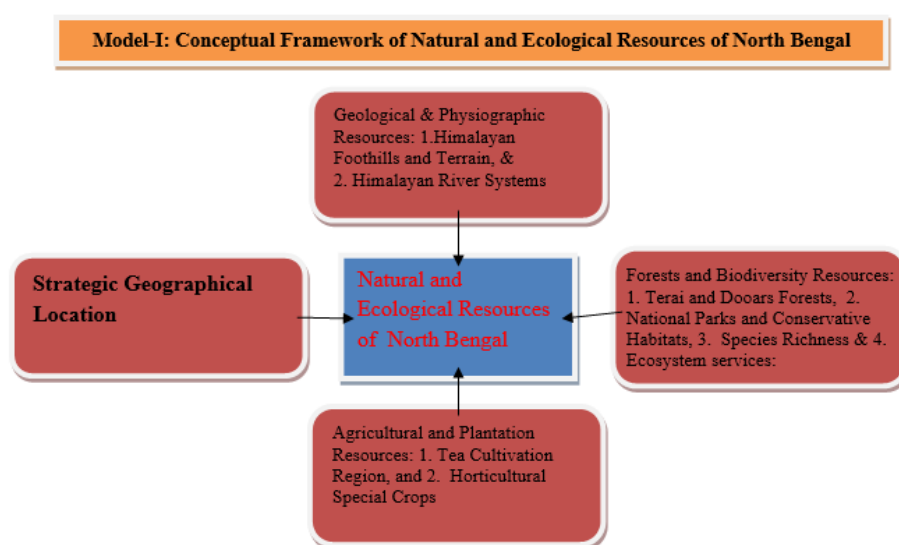 Model-I: Conceptual Framework of Natural and Ecological Resources of North Bengal
Geological & Physiographic
Resources: 1.Himalayan
Foothills and Terrain, &
2. Himalayan River Systems
Strategic Geographical
Location
Natural and
Ecological Resources
of North Bengal
Forests and Biodiversity Resources:
1. Terai and Dooars Forests, 2.
National Parks and Conservative
Habitats, 3. Species Richness & 4.
Ecosystem services:
Agricultural and Plantation
Resources: 1. Tea Cultivation
Region, and 2. Horticultural
Special Crops